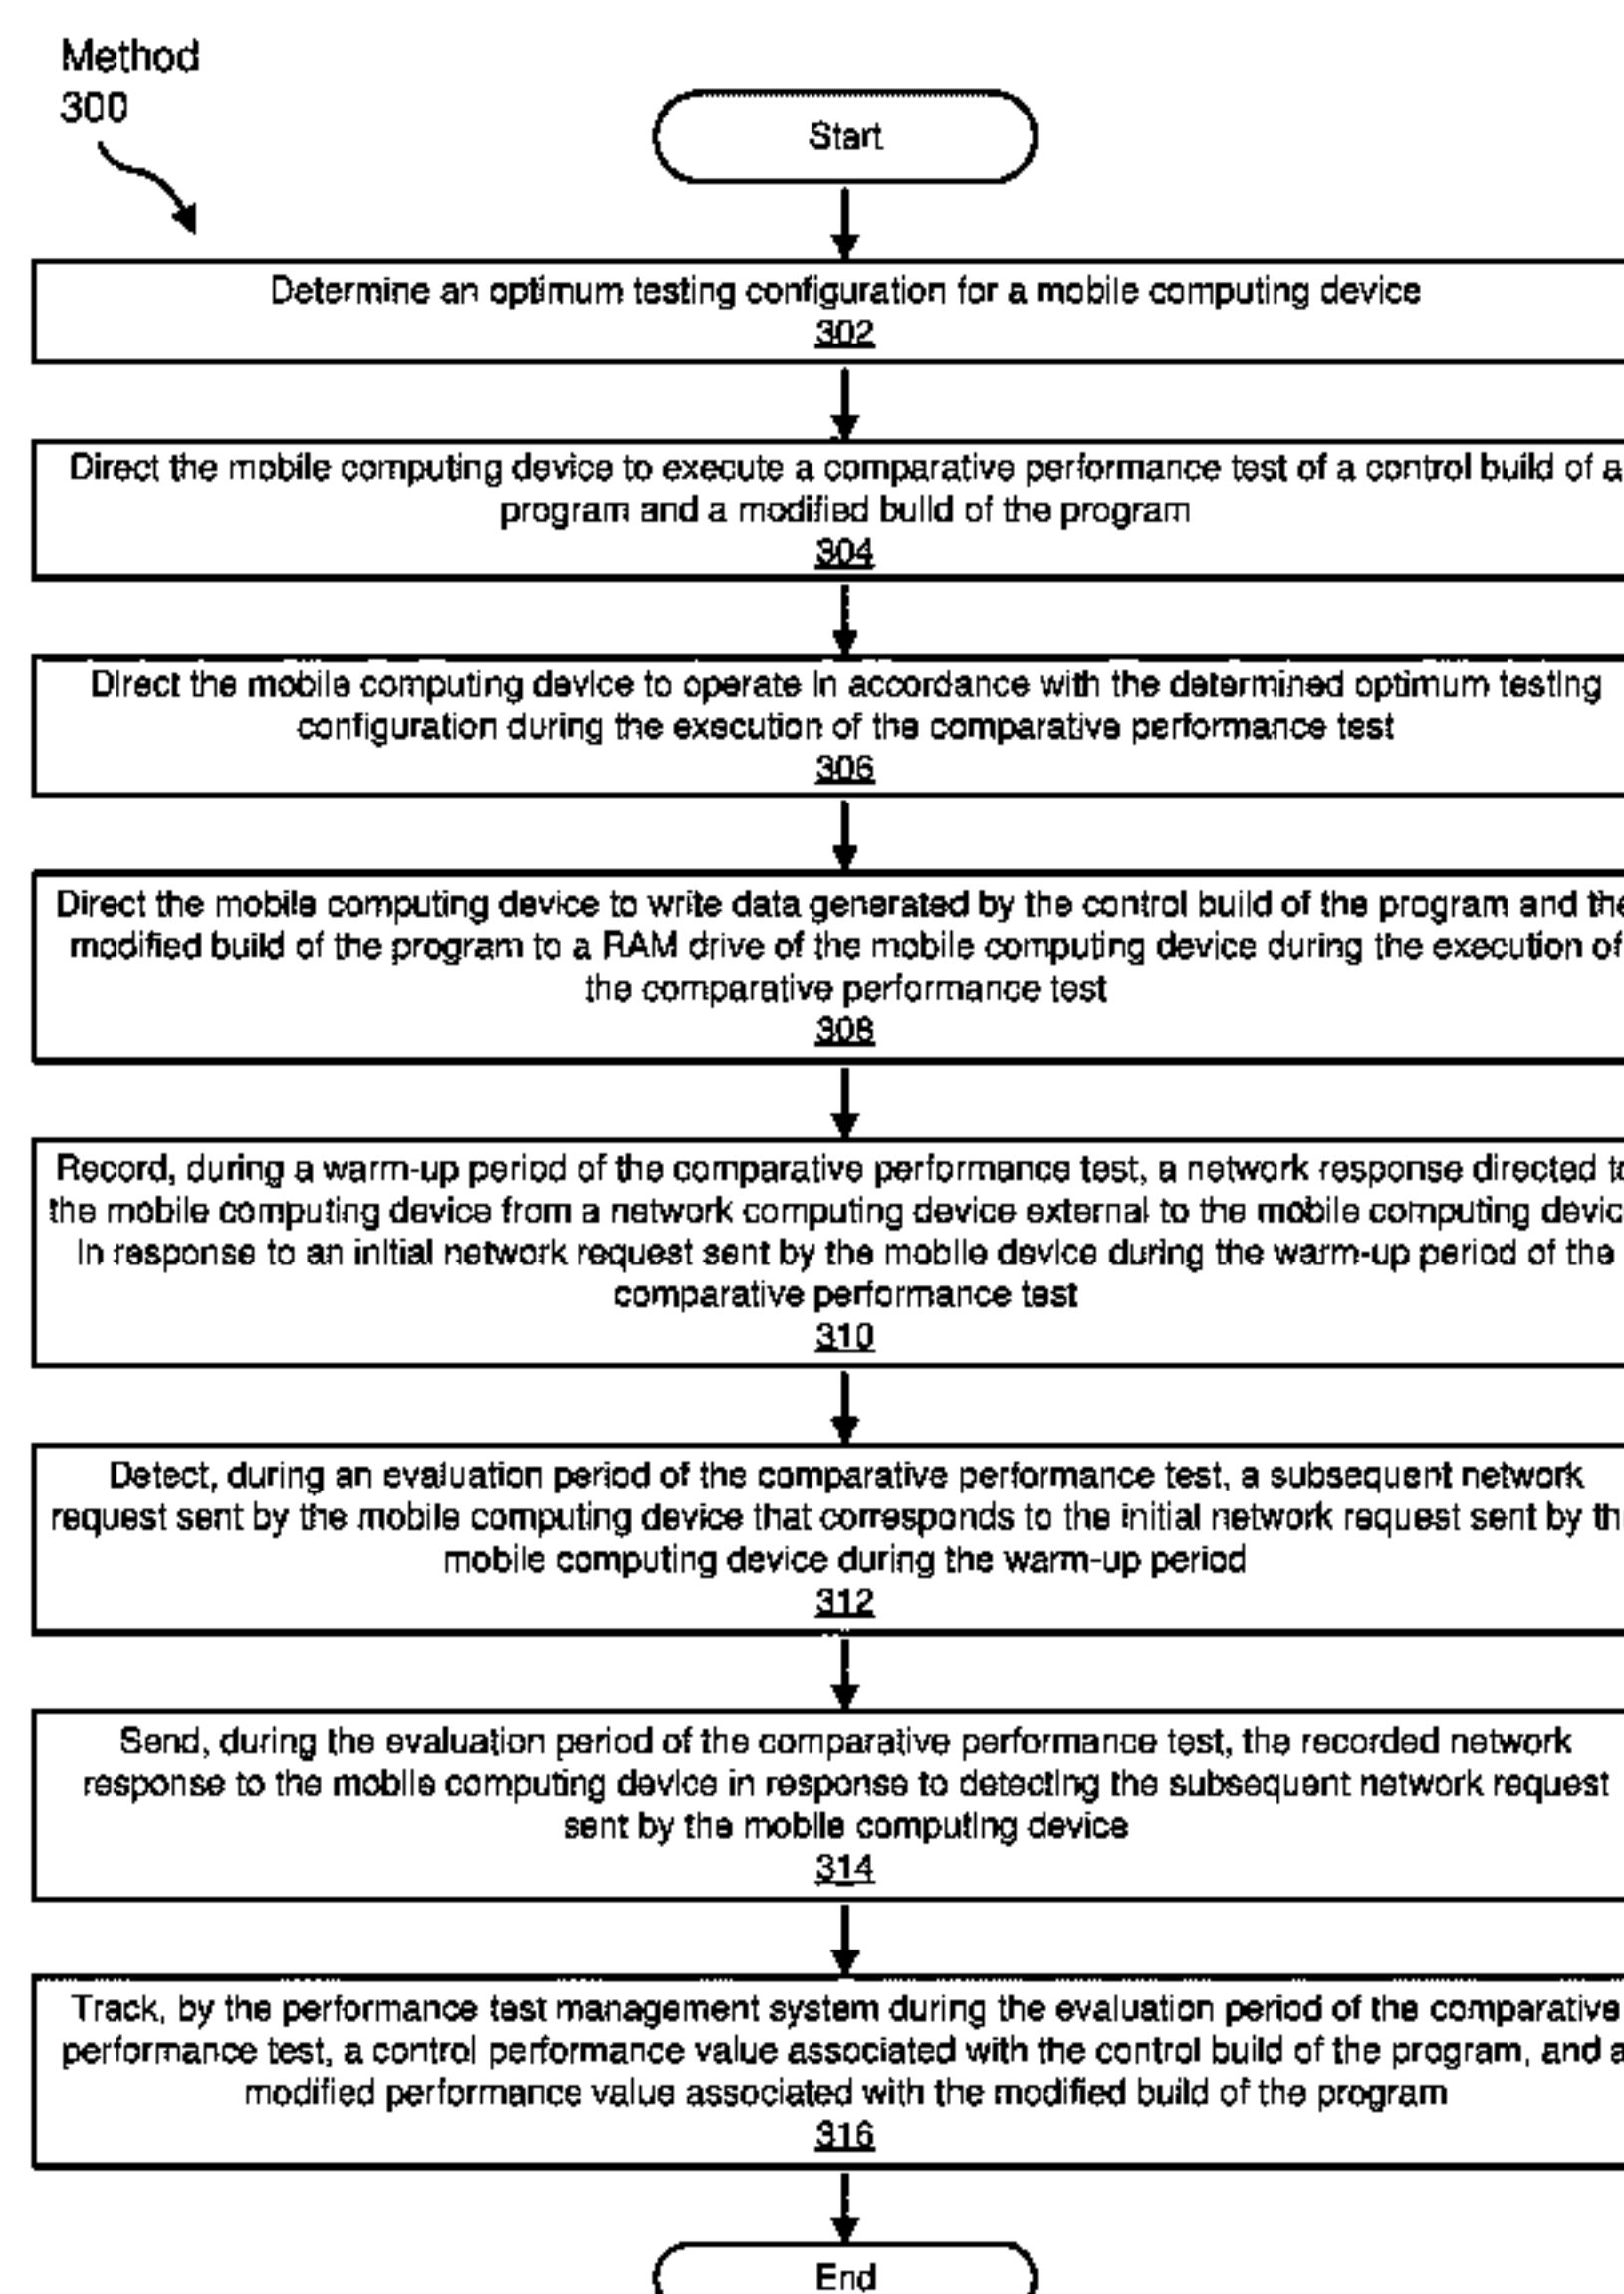 Method
300
Start
Determine an optimum testing configuration for a mobile computing device
302
Direct the mobile computing device to execute a comparative performance test of a control build of a
program and a modified build of the program
304
Direct the mobile computing device to operate in accordance with the determined optimum testing
configuration during the execution of the comparative performance test
306
Direct the mobile computing device to write data generated by the control build of the program and the
modified build of the program to a RAM drive of the mobile computing device during the execution of
the comparative performance test
308
Record, during a warm-up period of the comparative performance test, a network response directed to
the mobile computing device from a network computing device external to the mobile computing devic
in response to an initial network request sent by the mobile device during the warm-up period of the
comparative performance test
310
Detect, during an evaluation period of the comparative performance test, a subsequent network
request sent by the mobile computing device that corresponds to the initial network request sent by th
mobile computing device during the warm-up period
312
Send, during the evaluation period of the comparative performance test, the recorded network
response to the mobile computing device in response to detecting the subsequent network request
sent by the mobile computing device
314
Track, by the performance test management system during the evaluation period of the comparative
performance test, a control performance value associated with the control build of the program, and a
modified performance value associated with the modified build of the program
316
End